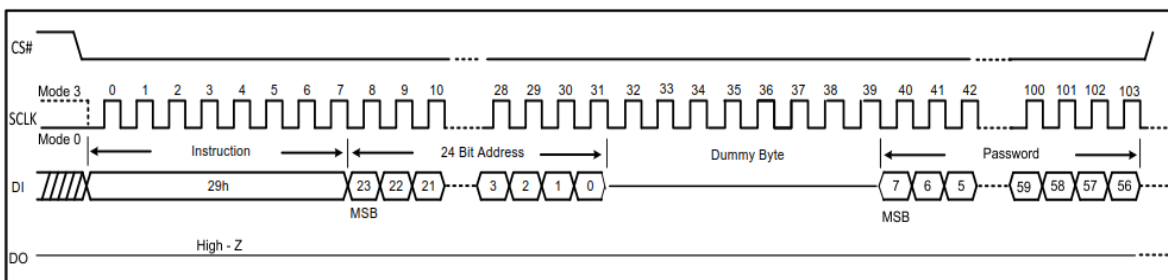 CS#
Mode 3 0 1 2 3 4 5 6 7 8 9 10 28 29 30 31 32 33 34 35 36 37 38 39 40 41 42 100 101 102 103
SCLK
Mode 0
Instruction 24 Bit Address Dummy Byte Password
DI 29h 23 22 21 3 2 1 0 7 6 5 59 58 57 56
MSB MSB
High - Z
DO